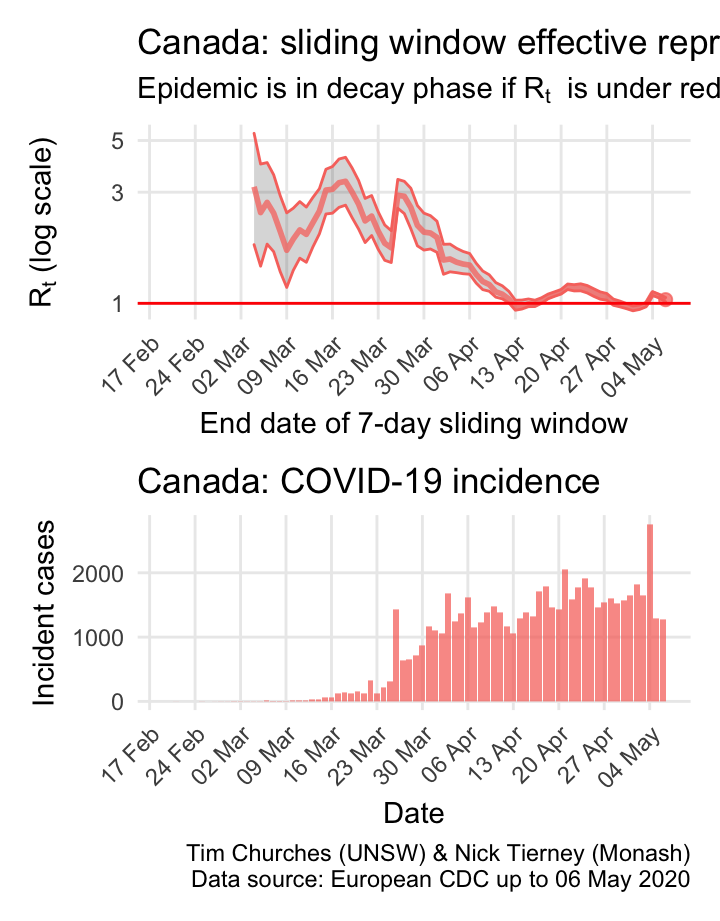 Canada: sliding window effective repr
Epidemic is in decay phase if Rt is under red
Rt (log scale)
5
3
1
17 Feb
24 Feb
02 Mar
09 Mar
16 Mar
23 Mar
30 Mar
06 Apr
13 Apr
20 Apr
27 Apr
04 May
End date of 7-day sliding window
Canada: COVID-19 incidence
Incident cases
2000
1000
0
17 Feb
24 Feb
02 Mar
09 Mar
16 Mar
23 Mar
30 Mar
06 Apr
13 Apr
20 Apr
27 Apr
04 May
Date
Tim Churches (UNSW) & Nick Tierney (Monash)
Data source: European CDC up to 06 May 2020